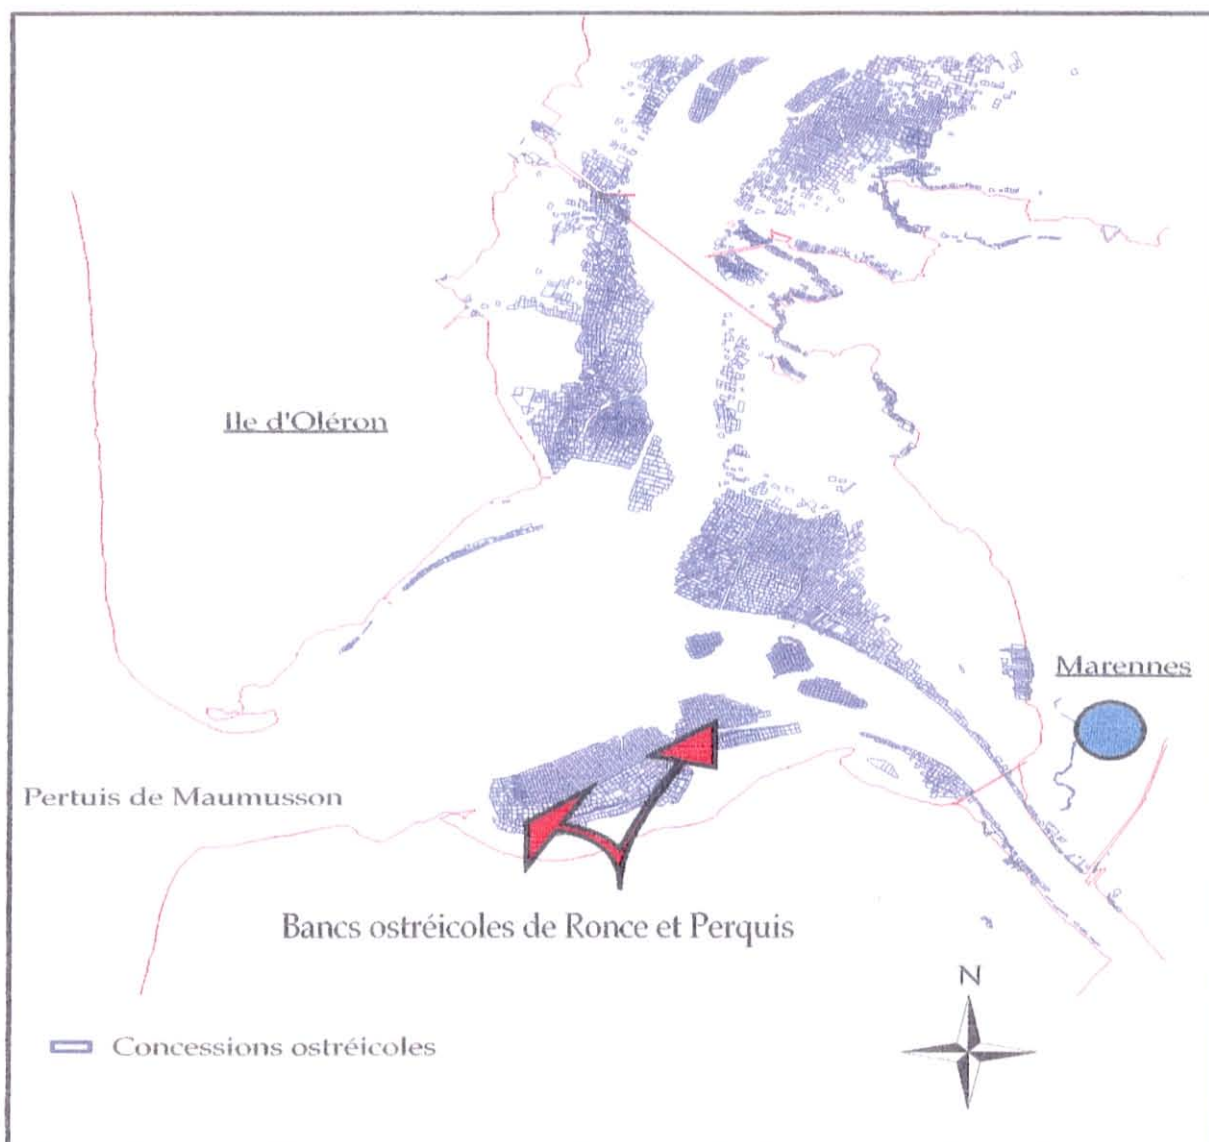 Ile d'Oléron
Marennes
Pertuis de Maumusson
Bancs ostréicoles de Ronce et Perquis
N
Concessions ostréicoles